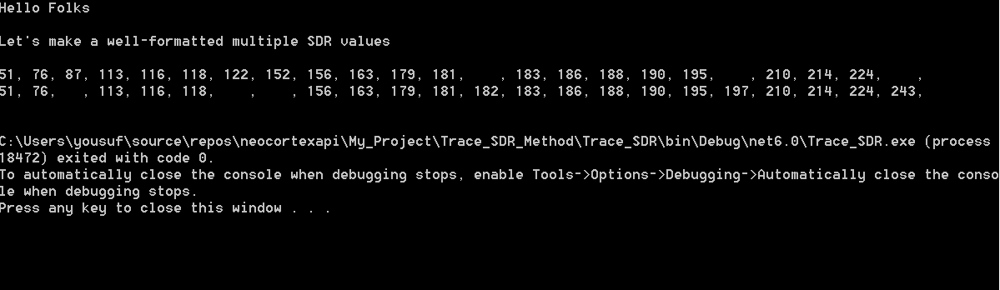 Hello Folks
Let's make a well-formatted multiple SDR values
51, 76, 87, 113, 116, 118, 122, 152, 156, 163, 179, 181,    , 183, 186, 188, 190, 195,    , 210, 214, 224,    ,
51, 76,   , 113, 116, 118,    ,    , 156, 163, 179, 181, 182, 183, 186, 188, 190, 195, 197, 210, 214, 224, 243,
C:\Users\yousuf\source\repos\neocortexapi\My_Project\Trace_SDR_Method\Trace_SDR\bin\Debug\net6.0\Trace_SDR.exe (process
18472) exited with code 0.
To automatically close the console when debugging stops, enable Tools->Options->Debugging->Automatically close the conso
le when debugging stops.
Press any key to close this window . . .